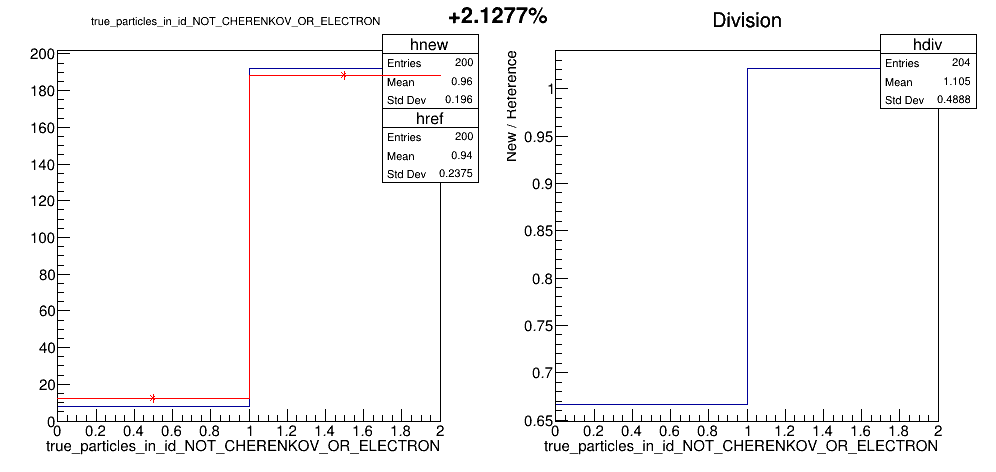 +2.1277%
true_particles_in_id_NOT_CHERENKOV_OR_ELECTRON
hnew
Entries 200
Mean 0.96
Std Dev 0.196
href
Entries 200
Mean 0.94
Std Dev 0.2375
200
180
160
140
120
100
80
60
40
20
0
0 0.2 0.4 0.6 0.8 1 1.2 1.4 1.6 1.8 2
true_particles_in_id_NOT_CHERENKOV_OR_ELECTRON
Division
hdiv
Entries 204
Mean 1.105
Std Dev 0.4888
New / Reference
1
0.95
0.9
0.85
0.8
0.75
0.7
0.65
0 0.2 0.4 0.6 0.8 1 1.2 1.4 1.6 1.8 2
true_particles_in_id_NOT_CHERENKOV_OR_ELECTRON